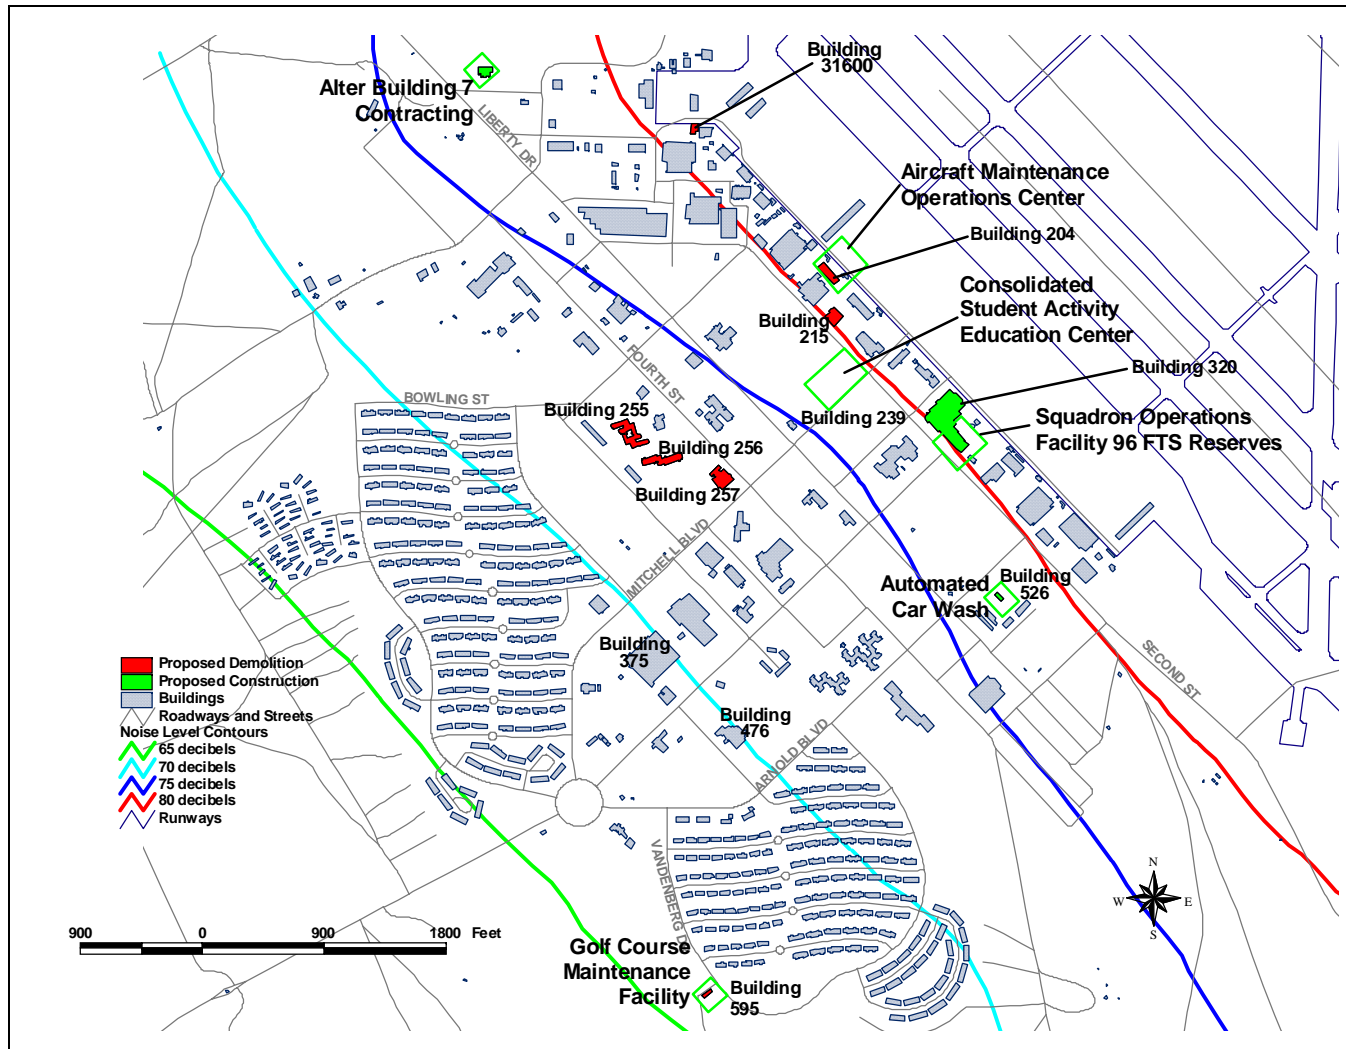 Building
31600
Alter Building 7
Contracting
LIBERTY DR
Aircraft Maintenance
Operations Center
Building 204
Consolidated
Student Activity
Education Center
Building
215
FOURTH ST
Building 320
BOWLING ST
Building 255
Building 239
Squadron Operations
Facility 96 FTS Reserves
Building 256
Building 257
MITCHELL BLVD
Automated
Car Wash
Building
526
Building
375
SECOND ST
Proposed Demolition
Proposed Construction
Buildings
Roadways and Streets
Noise Level Contours
65 decibels
70 decibels
75 decibels
80 decibels
Runways
Building
476
ARNOLD BLVD
VANDENBERG DR
N
W E
S
900 0 900 1800 Feet
Golf Course
Maintenance
Facility
Building
595